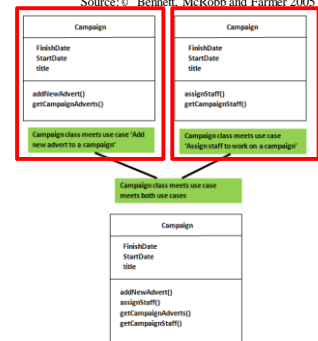 Source: © Bennett, McRobb and Farmer 2005
Campaign
FinishDate
StartDate
title
addNewAdvert()
getCampaignAdverts()
Campaign class meets use case 'Add
new advert to a campaign'
Campaign
FinishDate
StartDate
title
assignStaff()
getCampaignStaff()
Campaign class meets use case
'Assign staff to work on a campaign'
Campaign class meets use case
meets both use cases
Campaign
FinishDate
StartDate
title
addNewAdvert()
assignStaff()
getCampaignAdverts()
getCampaignStaff()